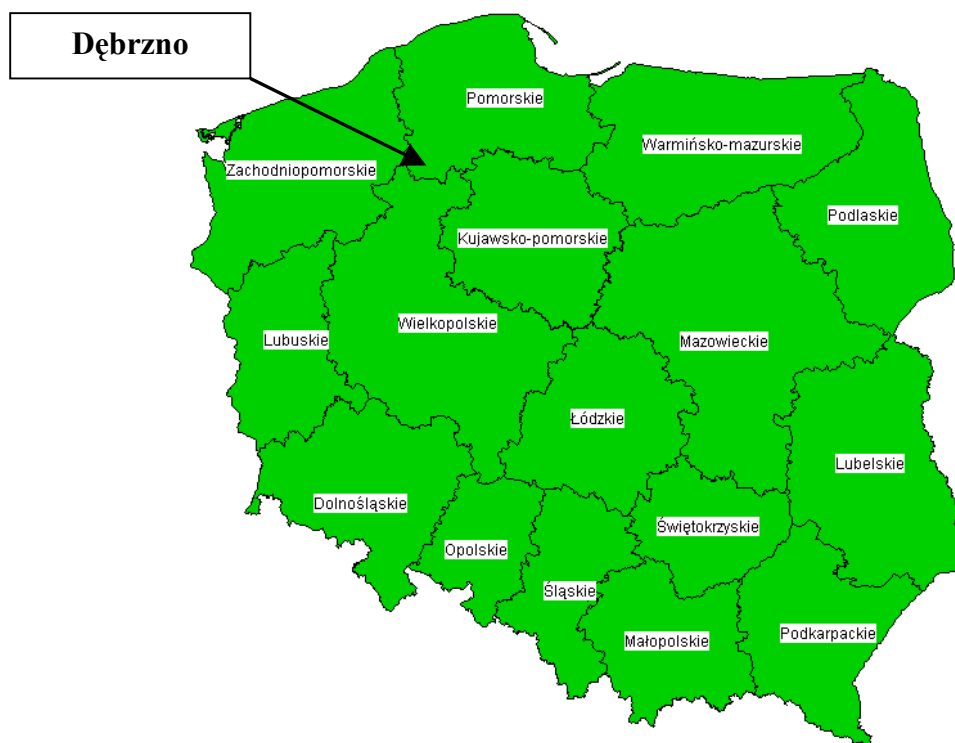 Dębrzno
Pomorskie
Warmińsko-mazurskie
Zachodniopomorskie
Podlaskie
Kujawsko-pomorskie
Wielkopolskie
Lubuskie
Mazowieckie
Łódzkie
Lubelskie
Dolnośląskie
Świętokrzyskie
Opolskie
Śląskie
Małopolskie
Podkarpackie